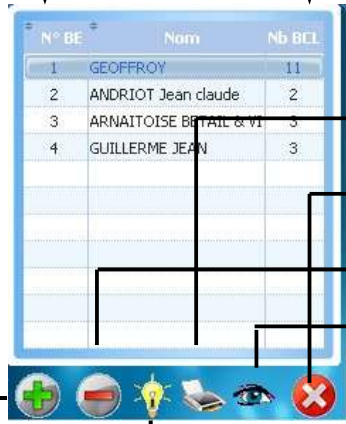 N° BE Nom Nb BCL
1 GEOFFROY 11
2 ANDRIOT Jean claude 2
3 ARNAITOISE BETAIL & VI 3
4 GUILLERME JEAN 3